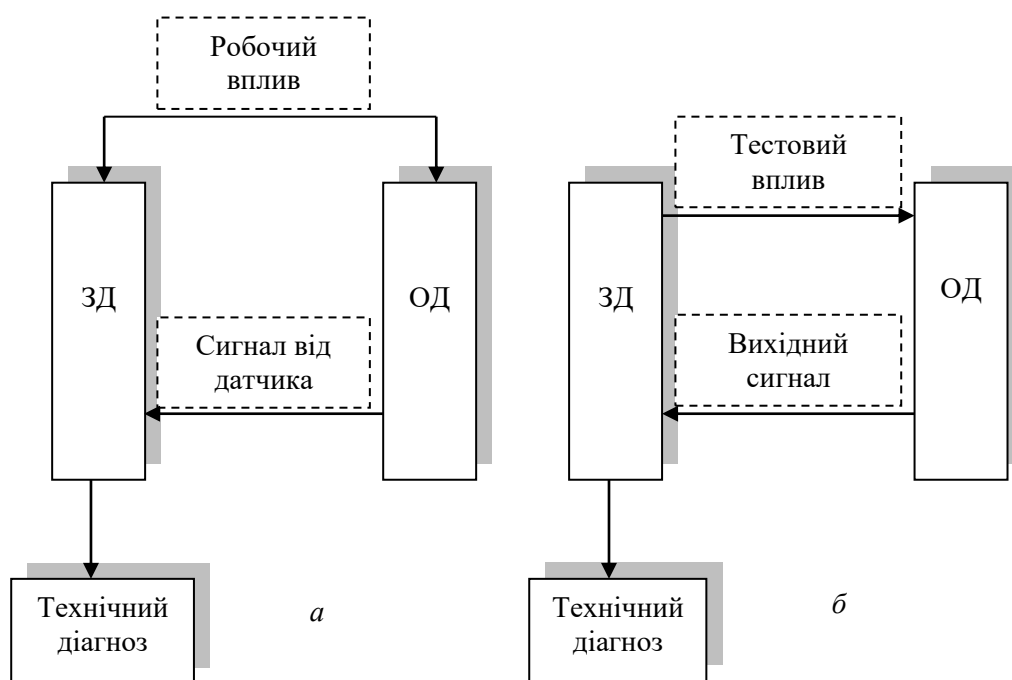 Робочий
вплив
ЗД
ОД
Сигнал від
датчика
Технічний
діагноз
а
Тестовий
вплив
ЗД
ОД
Вихідний
сигнал
Технічний
діагноз
б